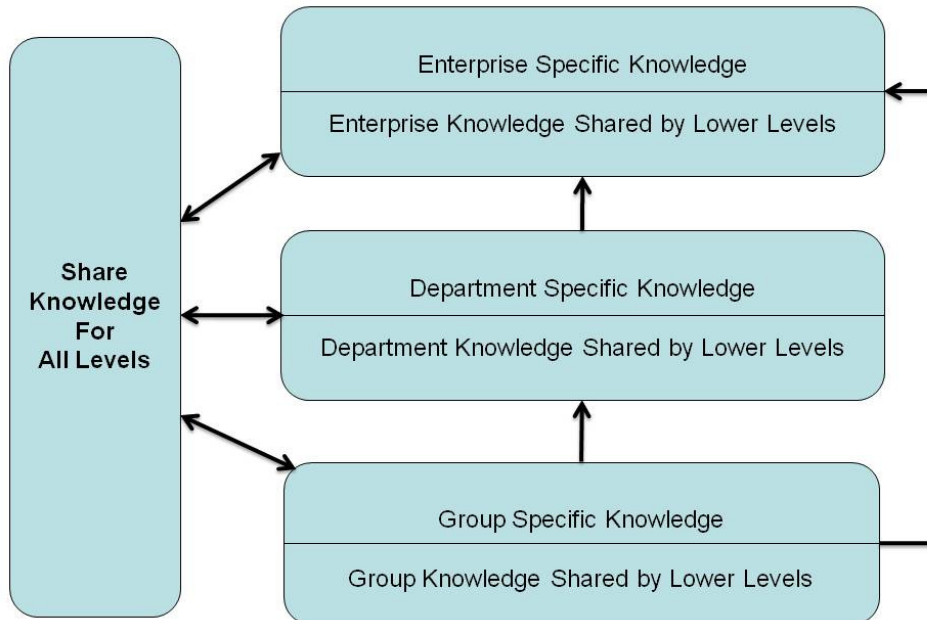 Share
Knowledge
For
All Levels
Enterprise Specific Knowledge
Enterprise Knowledge Shared by Lower Levels
Department Specific Knowledge
Department Knowledge Shared by Lower Levels
Group Specific Knowledge
Group Knowledge Shared by Lower Levels